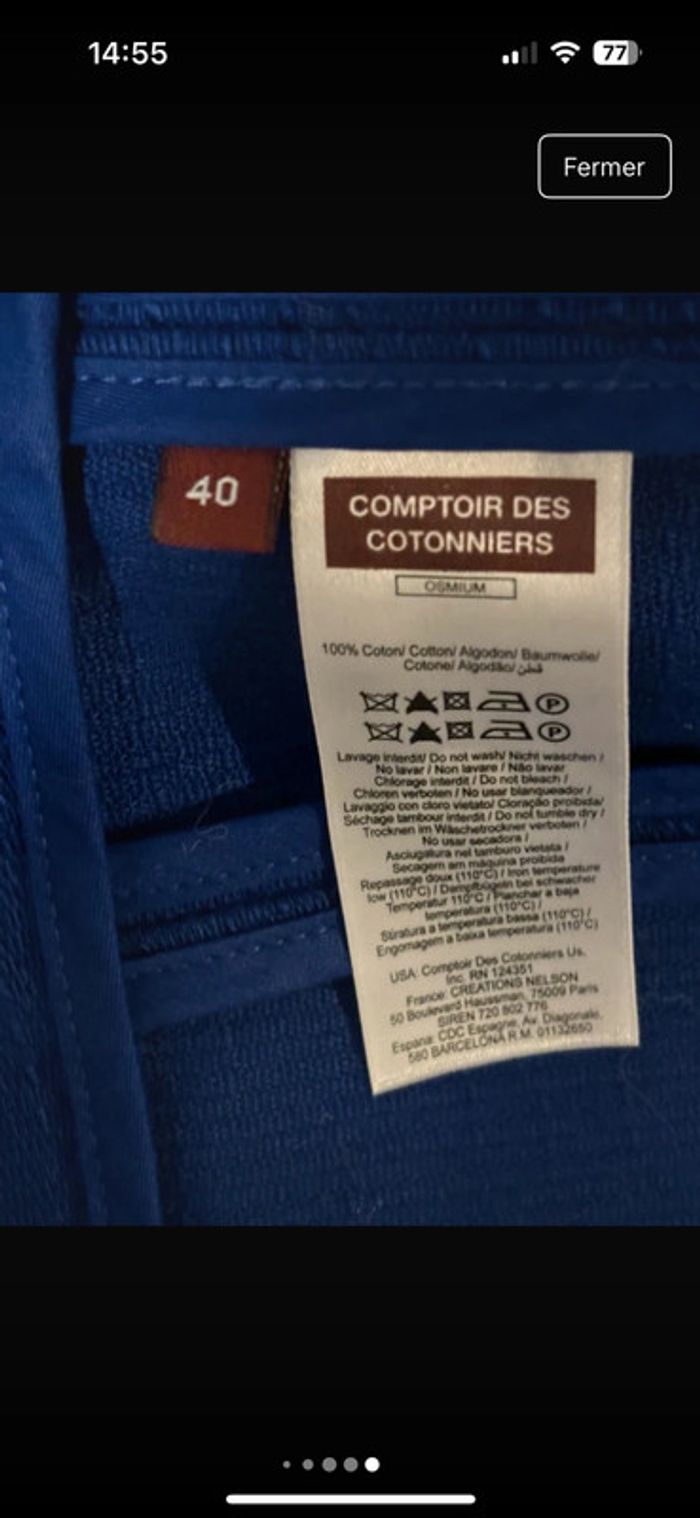 14:55
77
Fermer
40
COMPTOIR DES
COTONNIERS
OSMIUM
100% Coton/ Cotton/ Algodon/ Baumwolle/
Cotone/ Algodão/ قطن
P
P
Lavage interdit/ Do not wash/ Nicht waschen /
No lavar / Non lavare / Não lavar
Chlorage interdit / Do not bleach /
Chloren verboten / No usar blanqueador /
Lavaggio con cloro vietato/ Cloração proibida/
Séchage tambour interdit / Do not tumble dry /
Trocknen im Wäschetrockner verboten /
No usar secadora /
Asciugatura nel tamburo vietata /
Secagem am máquina proibida
Repassage doux (110°C) / Iron temperature
low (110°C) / Dampfbügeln bei schwacher
Temperatur 110°C / Planchar a baja
temperatura (110°C) /
Stiratura a temperatura bassa (110°C) /
Engomagem a baixa temperatura (110°C)
USA: Comptoir Des Cotonniers Us,
Inc. RN 124351
France: CREATIONS NELSON
50 Boulevard Haussman, 75009 Paris
SIREN 720 802 776
Espana: CDC Espagne, Av. Diagonale,
580 BARCELONA R.M. 01132650